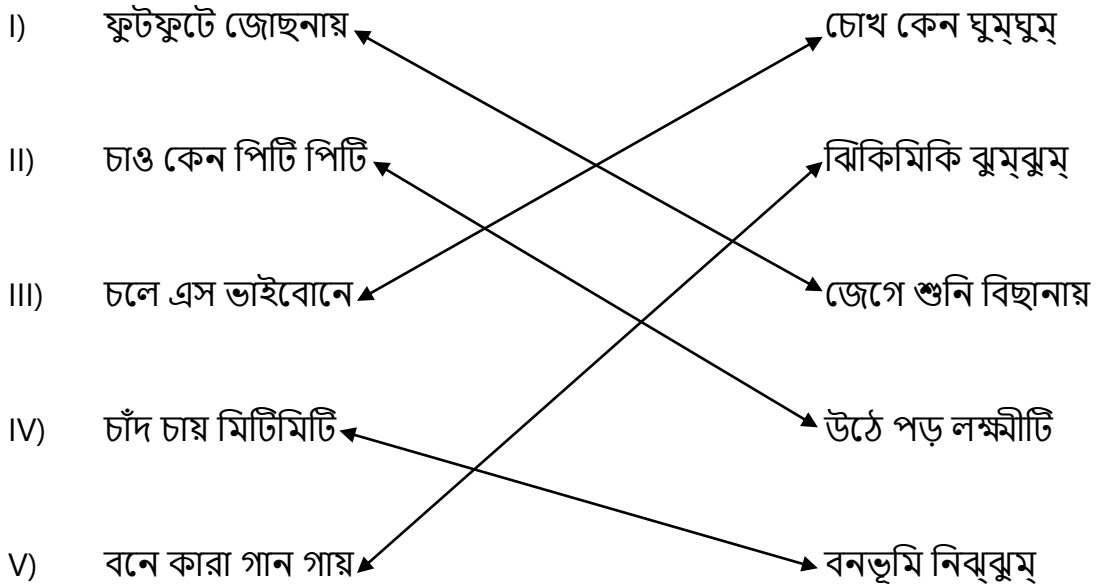 I) ফুটফুটে জোছনায় চোখ কেন ঘুম্‌ঘুম্
II) চাও কেন পিটি পিটি ঝিকিমিকি ঝুম্‌ঝুম্
III) চলে এস ভাইবোনে জেগে শুনি বিছানায়
IV) চাঁদ চায় মিটিমিটি উঠে পড় লক্ষ্মীটি
V) বনে কারা গান গায় বনভূমি নিঝ্‌ঝুম্